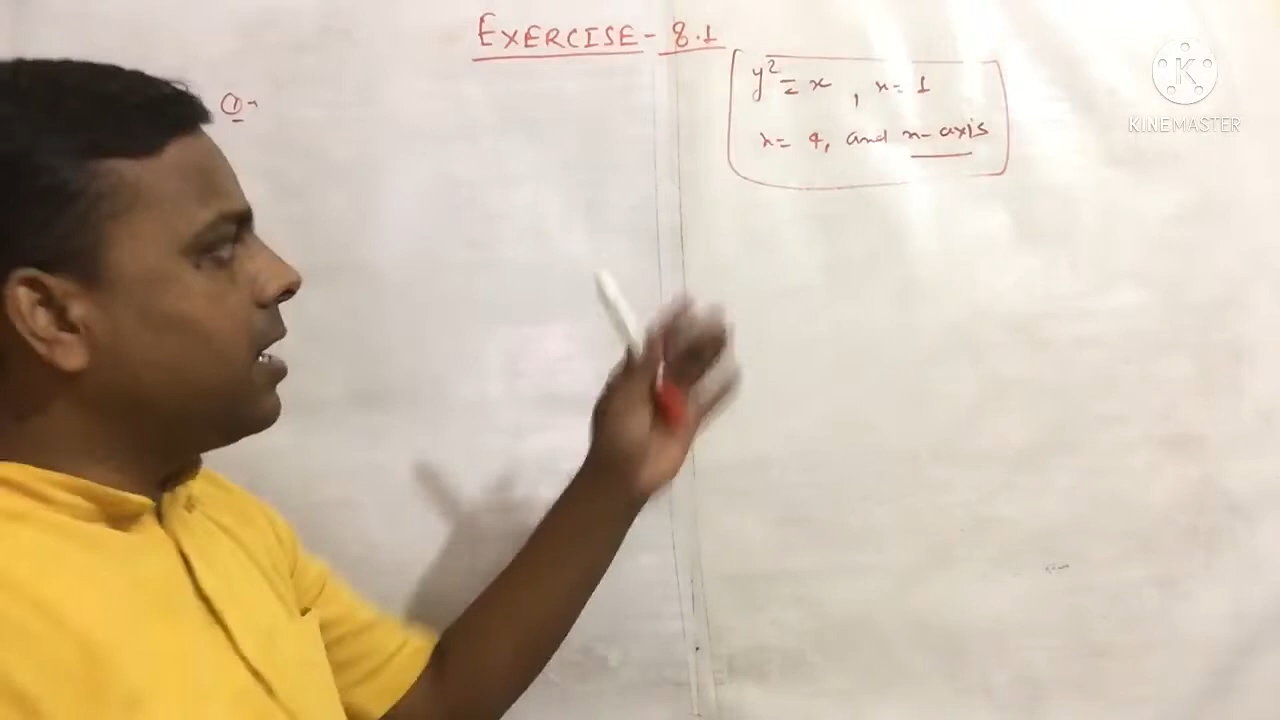 EXERCISE - 8.1
①→
y² = x , x = 1
x = 4, and x-axis
K
KINEMASTER